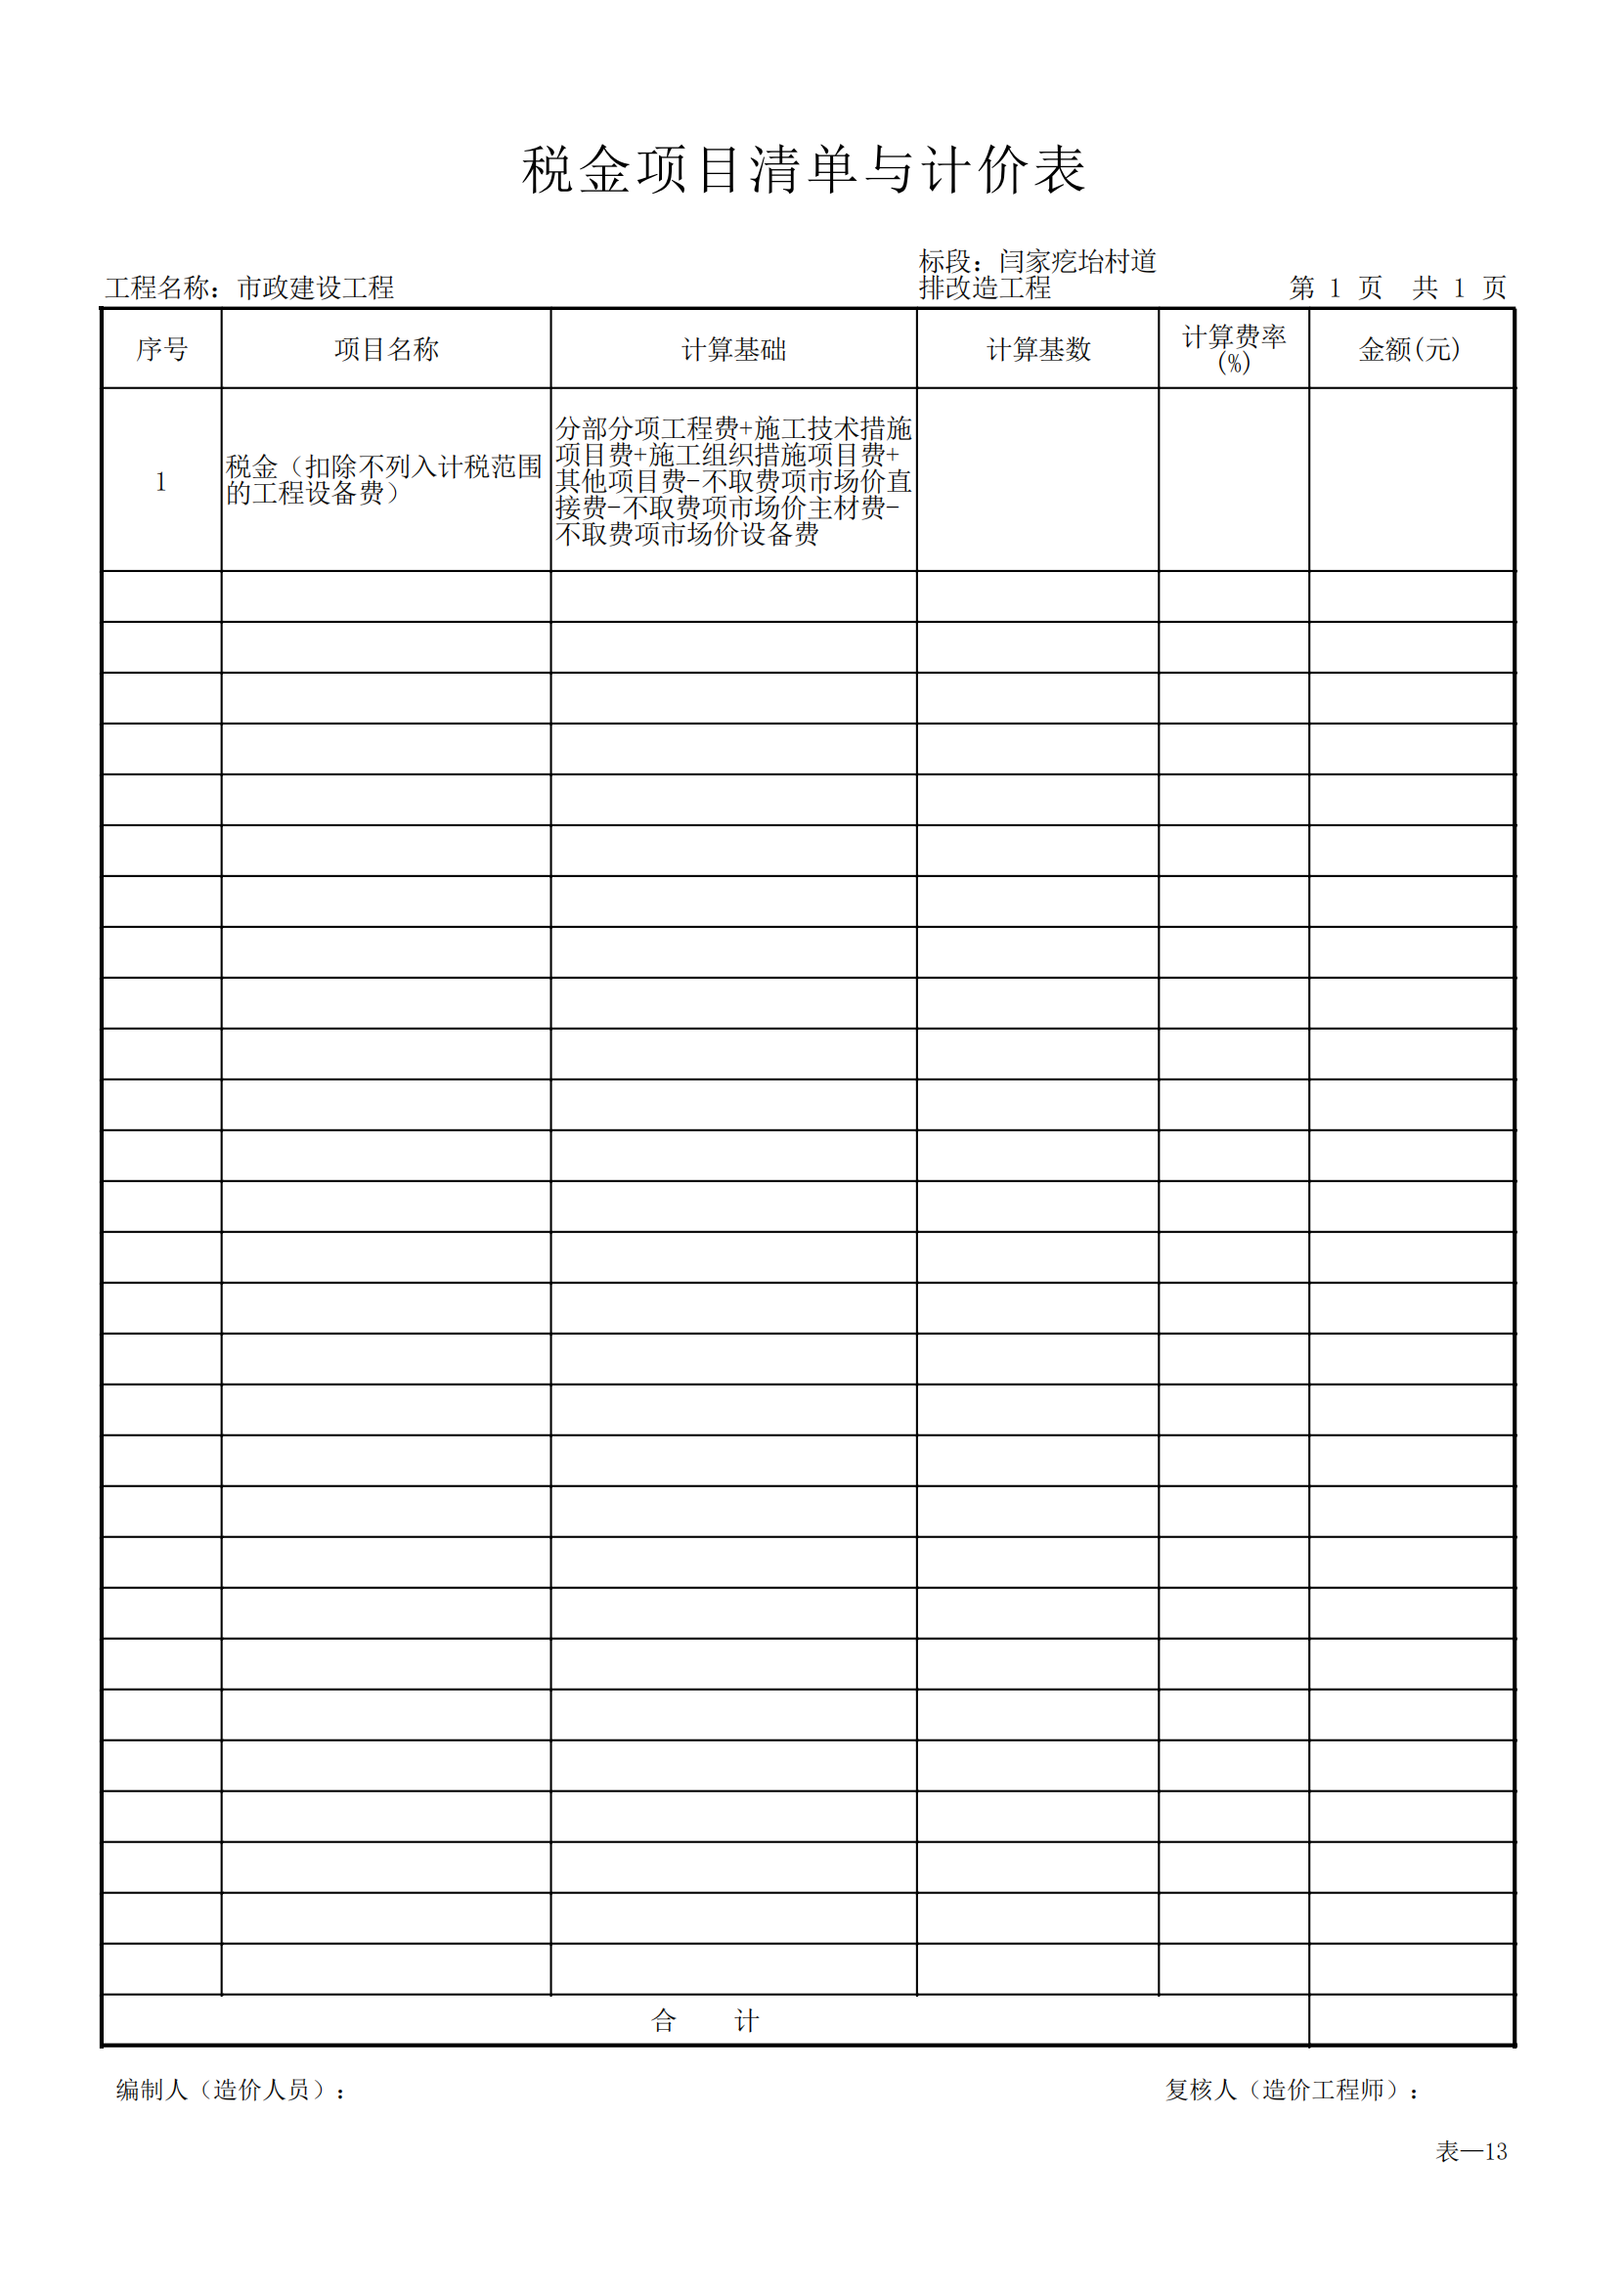 税金项目清单与计价表
标段：闫家疙坮村道
工程名称：市政建设工程 排改造工程 第 1 页 共 1 页
序号 项目名称 计算基础 计算基数 计算费率 金额(元)
(%)
分部分项工程费+施工技术措施
项目费+施工组织措施项目费+
税金（扣除不列入计税范围
1 其他项目费-不取费项市场价直
的工程设备费）
接费-不取费项市场价主材费-
不取费项市场价设备费
合 计
编制人（造价人员）： 复核人（造价工程师）：
表—13